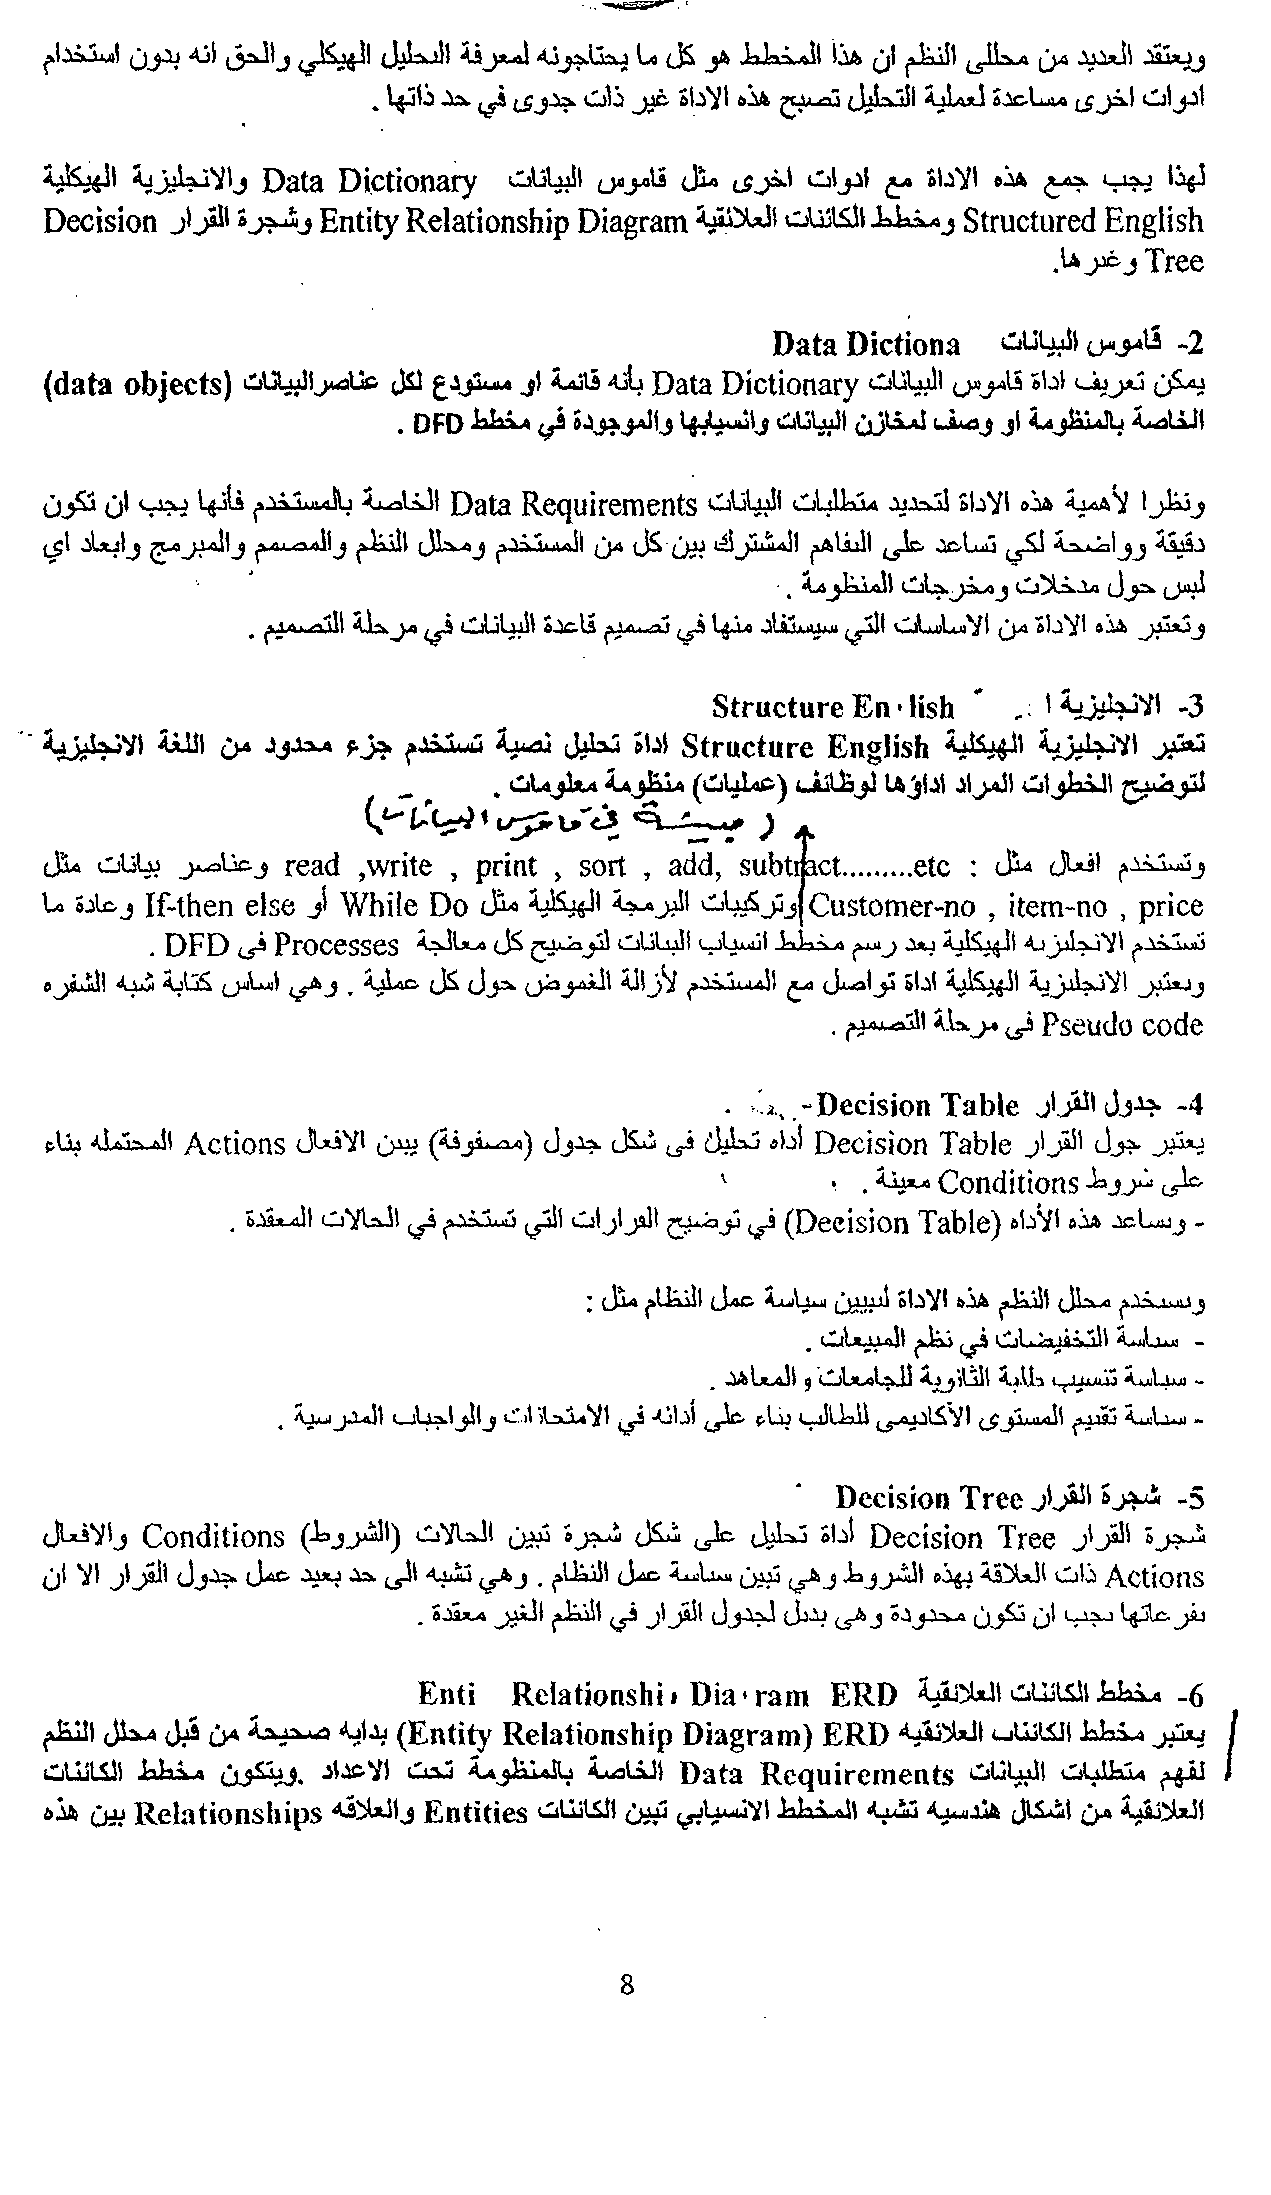 ويعتقد العديد من محللى النظم ان هذا المخطط هو كل ما يحتاجونه لمعرفة التحليل الهيكلي والحق انه بدون استخدام
ادوات اخرى مساعدة لعملية التحليل تصبح هذه الاداة غير ذات جدوى في حد ذاتها .
لهذا يجب جمع هذه الاداة مع ادوات اخرى مثل قاموس البيانات Data Dictionary والانجليزية الهيكلية
Structured English ومخطط الكائنات العلائقية Entity Relationship Diagram وشجرة القرار Decision
Tree وغيرها.
2- قاموس البيانات Data Dictiona
يمكن تعريف اداة قاموس البيانات Data Dictionary بأنه قائمة او مستودع لكل عناصرالبيانات (data objects)
الخاصة بالمنظومة او وصف لمخازن البيانات وانسيابها والموجودة في مخطط DFD .
ونظرا لأهمية هذه الاداة لتحديد متطلبات البيانات Data Requirements الخاصة بالمستخدم فأنها يجب ان تكون
دقيقة وواضحة لكي تساعد على التفاهم المشترك بين كل من المستخدم ومحلل النظم والمصمم والمبرمج وابعاد اي
لبس حول مدخلات ومخرجات المنظومة .
وتعتبر هذه الاداة من الاساسات التي سيستفاد منها في تصميم قاعدة البيانات في مرحلة التصميم .
3- الانجليزية ا Structure En lish
تعتبر الانجليزية الهيكلية Structure English اداة تحليل نصية تستخدم جزء محدود من اللغة الانجليزية
لتوضيح الخطوات المراد اداؤها لوظائف (عمليات) منظومة معلومات .
( مبينة في قاموس البيانات )
وتستخدم افعال مثل : read ,write , print , sort , add, subtract.........etc وعناصر بيانات مثل
Customer-no , item-no , price وتركيبات البرمجة الهيكلية مثل While Do أو If-then else وعادة ما
تستخدم الانجليزيه الهيكلية بعد رسم مخطط انسياب البيانات لتوضيح كل معالجة Processes فى DFD .
ويعتبر الانجليزية الهيكلية اداة تواصل مع المستخدم لأزالة الغموض حول كل عملية . وهي اساس كتابة شبه الشفره
Pseudo code فى مرحلة التصميم .
4- جدول القرار Decision Table
يعتبر جول القرار Decision Table أداه تحليل فى شكل جدول (مصفوفة) يبين الافعال Actions المحتمله بناء
على شروط Conditions معينة .
- ويساعد هذه الأداه (Decision Table) في توضيح القرارات التي تستخدم في الحالات المعقدة .
ويستخدم محلل النظم هذه الاداة لتبيين سياسة عمل النظام مثل :
- سياسة التخفيضات في نظم المبيعات .
- سياسة تنسيب طلبة الثانوية للجامعات و المعاهد .
- سياسة تقييم المستوى الأكاديمى للطالب بناء على أدائه في الامتحانات والواجبات المدرسية .
5- شجرة القرار Decision Tree
شجرة القرار Decision Tree أداة تحليل على شكل شجرة تبين الحالات (الشروط) Conditions والافعال
Actions ذات العلاقة بهذه الشروط وهي تبين سياسة عمل النظام . وهي تشبه الى حد بعيد عمل جدول القرار الا ان
تفرعاتها يجب ان تكون محدودة وهى بديل لجدول القرار في النظم الغير معقدة .
6- مخطط الكائنات العلائقية Enti Relationshi Dia ram ERD
يعتبر مخطط الكائنات العلائقيه (Entity Relationship Diagram) ERD بدايه صحيحة من قبل محلل النظم
لفهم متطلبات البيانات Data Requirements الخاصة بالمنظومة تحت الاعداد .ويتكون مخطط الكائنات
العلائقية من اشكال هندسيه تشبه المخطط الانسيابي تبين الكائنات Entities والعلاقه Relationships بين هذه
8